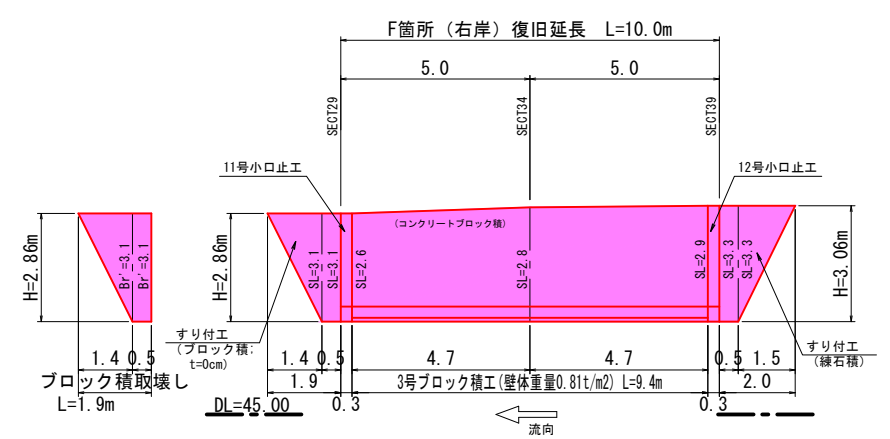 F箇所（右岸）復旧延長 L=10.0m
5.0
5.0
SECT29
SECT34
SECT39
11号小口止工
12号小口止工
(コンクリートブロック積)
H=2.86m
Br'=3.1
Br'=3.1
H=2.86m
SL=3.1
SL=3.1
SL=2.6
SL=2.8
SL=2.9
SL=3.3
SL=3.3
H=3.06m
すり付工
(ブロック積;
t=0cm)
すり付工
(練石積)
1.4
0.5
1.4
0.5
4.7
4.7
0.5
1.5
ブロック積取壊し
L=1.9m
1.9
3号ブロック積工(壁体重量0.81t/m2) L=9.4m
2.0
DL=45.00
0.3
0.3
流向